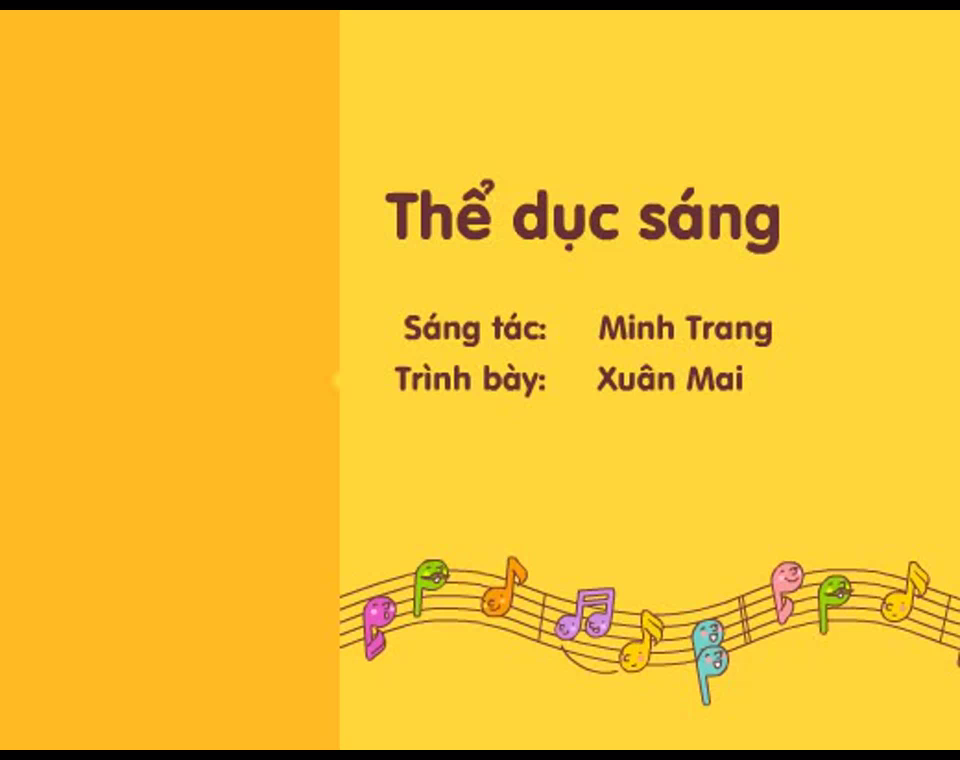 Thể dục sáng
Sáng tác: Minh Trang
Trình bày: Xuân Mai